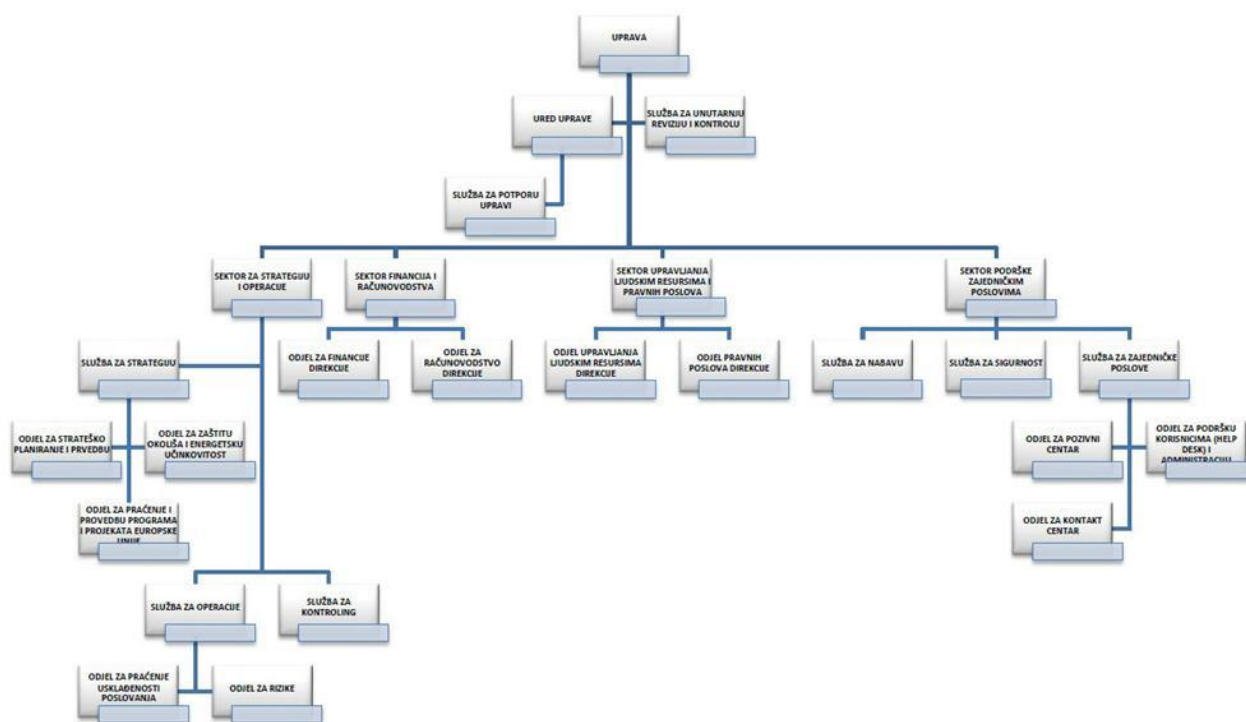 UPRAVA
URED UPRAVE
SLUŽBA ZA UNUTARNJU
REVIZIJU I KONTROLU
SLUŽBA ZA POTPORU
UPRAVI
SEKTOR ZA STRATEGIJU
I OPERACIJE
SEKTOR FINANCIJA I
RAČUNOVODSTVA
SEKTOR UPRAVLJANJA
LJUDSKIM RESURSIMA I
PRAVNIH POSLOVA
SEKTOR PODRŠKE
ZAJEDNIČKIM
POSLOVIMA
SLUŽBA ZA STRATEGIJU
ODJEL ZA FINANCIJE
DIREKCIJE
ODJEL ZA
RAČUNOVODSTVO
DIREKCIJE
ODJEL UPRAVLJANJA
LJUDSKIM RESURSIMA
DIREKCIJE
ODJEL PRAVNIH
POSLOVA DIREKCIJE
SLUŽBA ZA NABAVU
SLUŽBA ZA SIGURNOST
SLUŽBA ZA ZAJEDNIČKE
POSLOVE
ODJEL ZA STRATEŠKO
PLANIRANJE I PRVEDBU
ODJEL ZA ZAŠTITU
OKOLIŠA I ENERGETSKU
UČINKOVITOST
ODJEL ZA POZIVNI
CENTAR
ODJEL ZA PODRŠKU
KORISNICIMA (HELP
DESK) I
ADMINISTRACIJU
ODJEL ZA PRAĆENJE I
PROVEDBU PROGRAMA
I PROJEKATA EUROPSKE
UNIJE
ODJEL ZA KONTAKT
CENTAR
SLUŽBA ZA OPERACIJE
SLUŽBA ZA
KONTROLING
ODJEL ZA PRAĆENJE
USKLAĐENOSTI
POSLOVANJA
ODJEL ZA RIZIKE